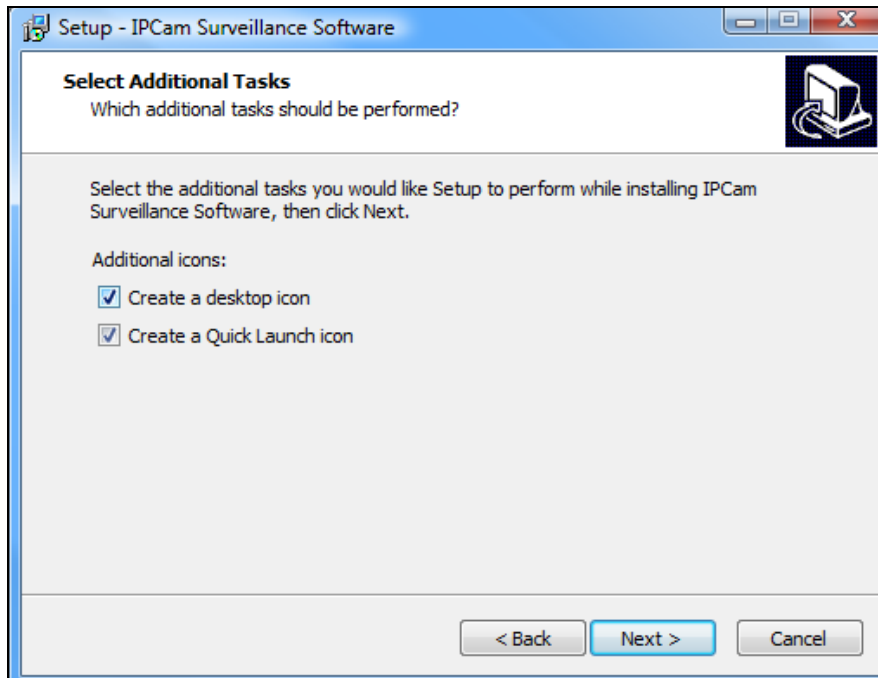 Setup - IPCam Surveillance Software
Select Additional Tasks
Which additional tasks should be performed?
Select the additional tasks you would like Setup to perform while installing IPCam
Surveillance Software, then click Next.
Additional icons:
Create a desktop icon
Create a Quick Launch icon
< Back Next > Cancel